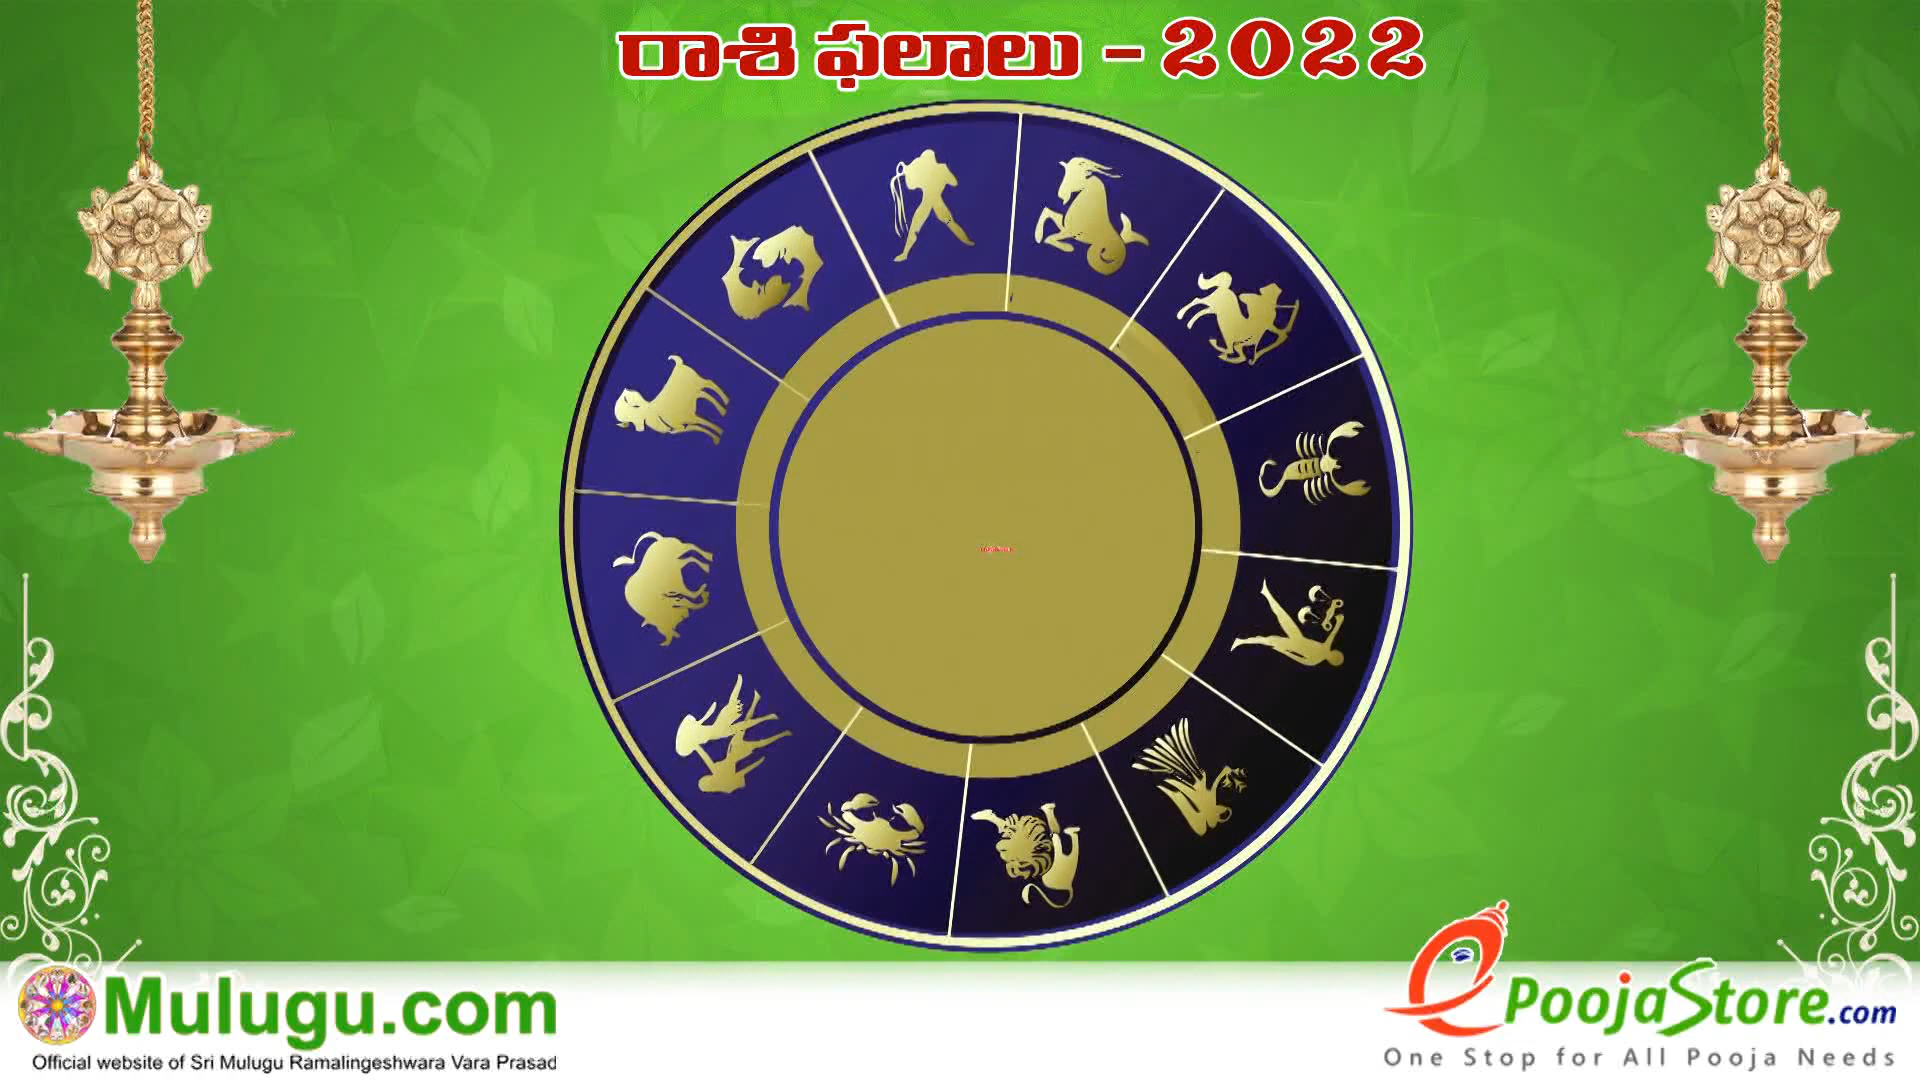 రాశి ఫలాలు - 2022
Mulugu.com
Official website of Sri Mulugu Ramalingeshwara Vara Prasad
ePoojaStore.com
One Stop for All Pooja Needs